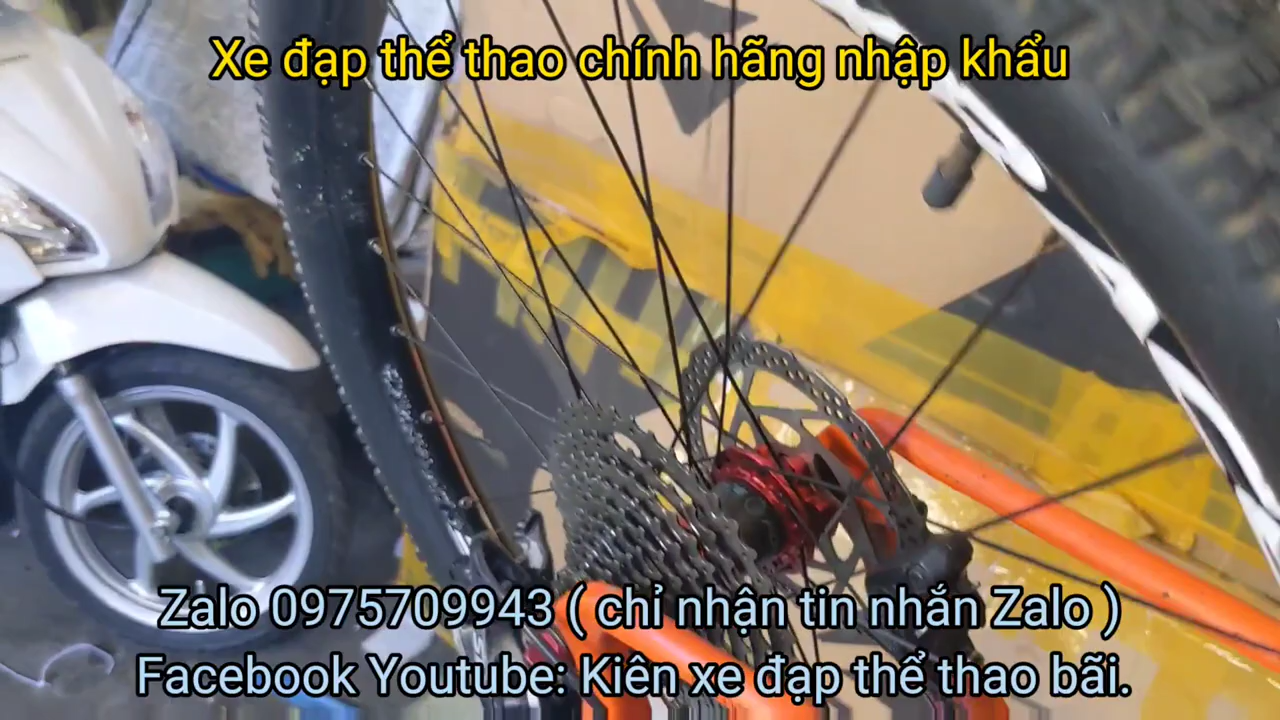 Xe đạp thể thao chính hãng nhập khẩu
Zalo 0975709943 ( chỉ nhận tin nhắn Zalo )
Facebook Youtube: Kiên xe đạp thể thao bãi.